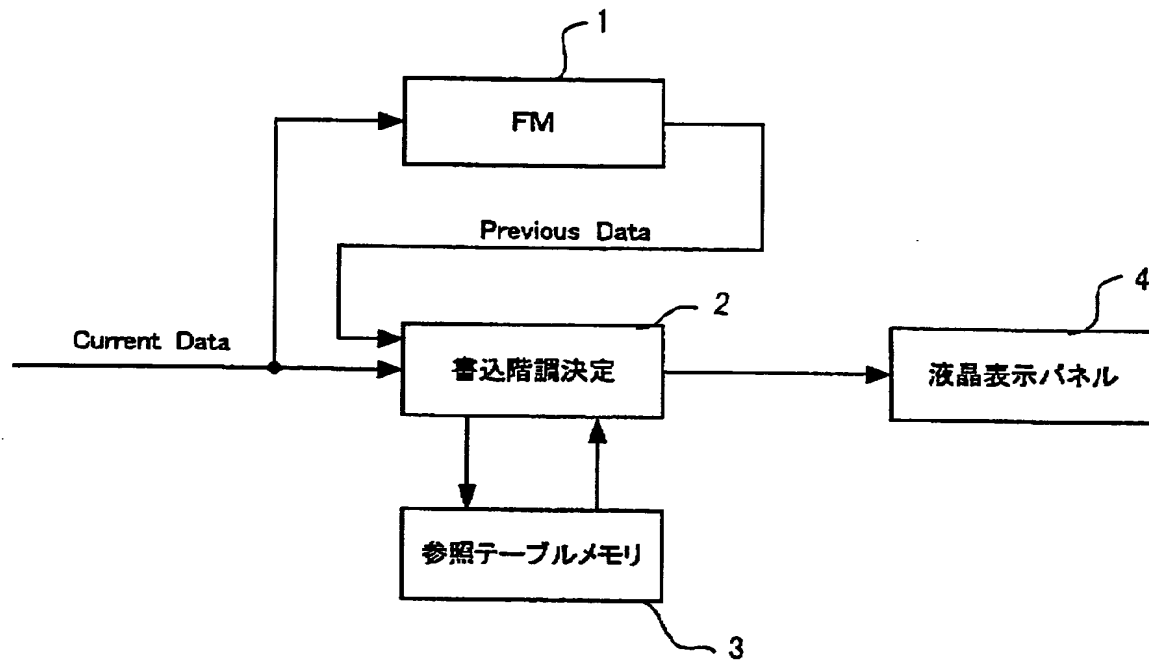 1
FM
Previous Data
2
4
Current Data
書込階調決定
液晶表示パネル
参照テーブルメモリ
3